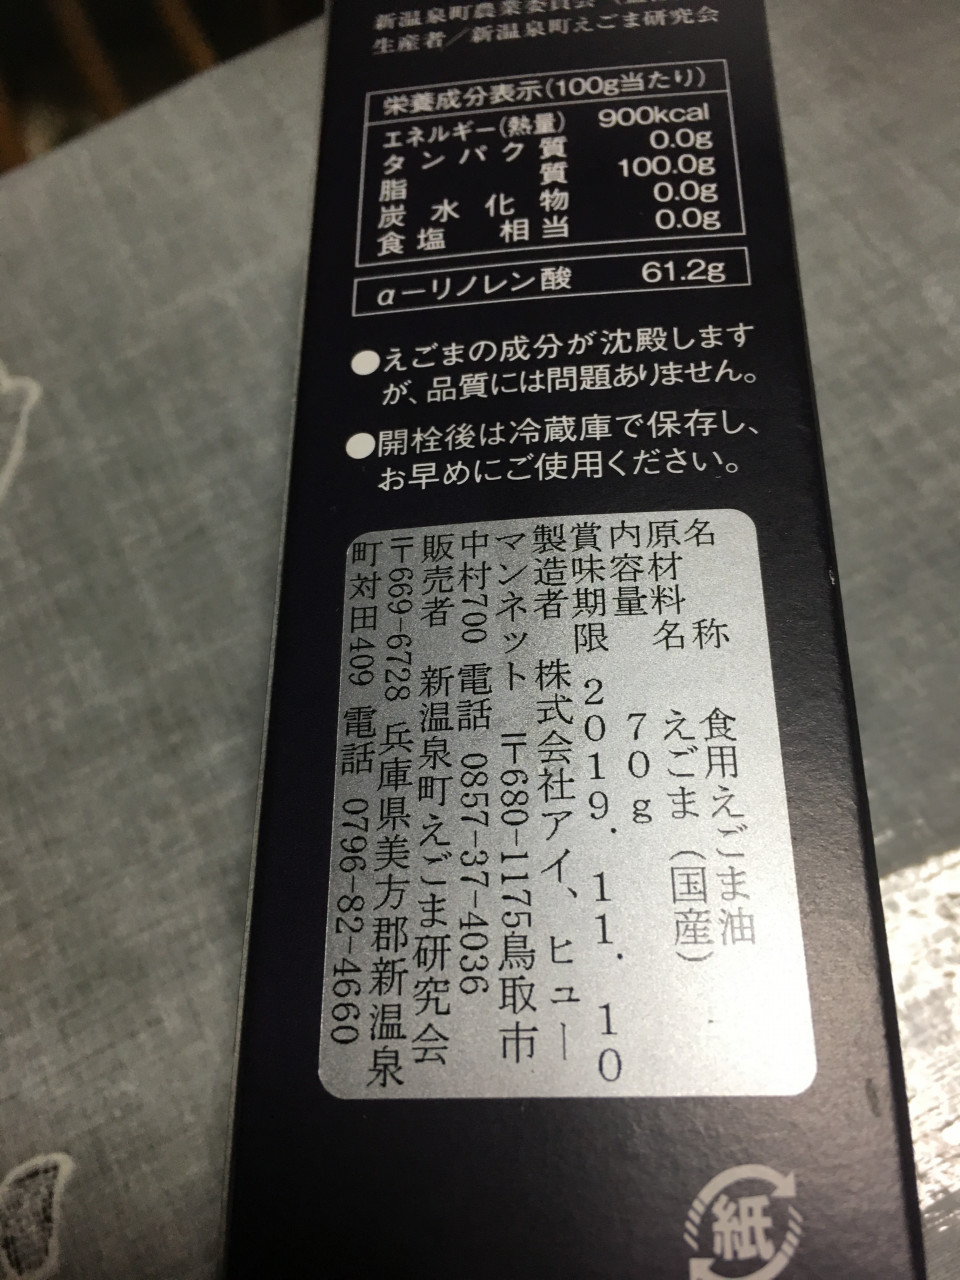 新温泉町農業委員会
生産者／新温泉町えごま研究会
栄養成分表示(100g当たり)
エネルギー(熱量) 900kcal
タンパク質 0.0g
脂質 100.0g
炭水化物 0.0g
食塩相当 0.0g
α−リノレン酸 61.2g
●えごまの成分が沈殿します
が、品質には問題ありません。
●開栓後は冷蔵庫で保存し、
お早めにご使用ください。
名称 食用えごま油
原材料名 えごま（国産）
内容量 70g
賞味期限 2019.11.10
製造者 株式会社アイ、ヒュー
マンネット 〒680-1175鳥取市
中村700 電話 0857-37-4036
販売者 新温泉町えごま研究会
〒669-6728 兵庫県美方郡新温泉
町対田409 電話 0796-82-4660
紙